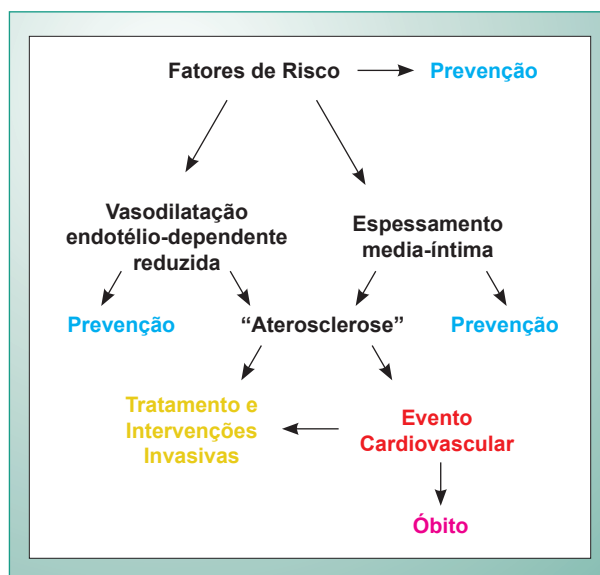 Fatores de Risco
Prevenção
Vasodilatação
endotélio-dependente
reduzida
Espessamento
media-íntima
Prevenção
“Aterosclerose”
Prevenção
Tratamento e
Intervenções
Invasivas
Evento
Cardiovascular
Óbito